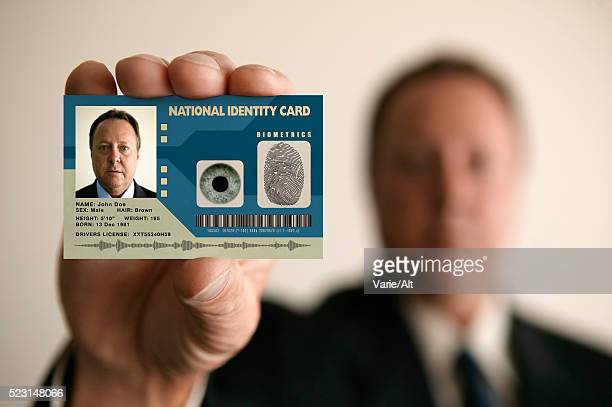 NATIONAL IDENTITY CARD
BIOMETRICS
NAME: John Doe
SEX: Male HAIR: Brown
HEIGHT: 5'10" WEIGHT: 165
BORN: 13 Dec 1981
DRIVERS LICENSE: XXT55340H59
gettyimages
Varie/Alt
523148066